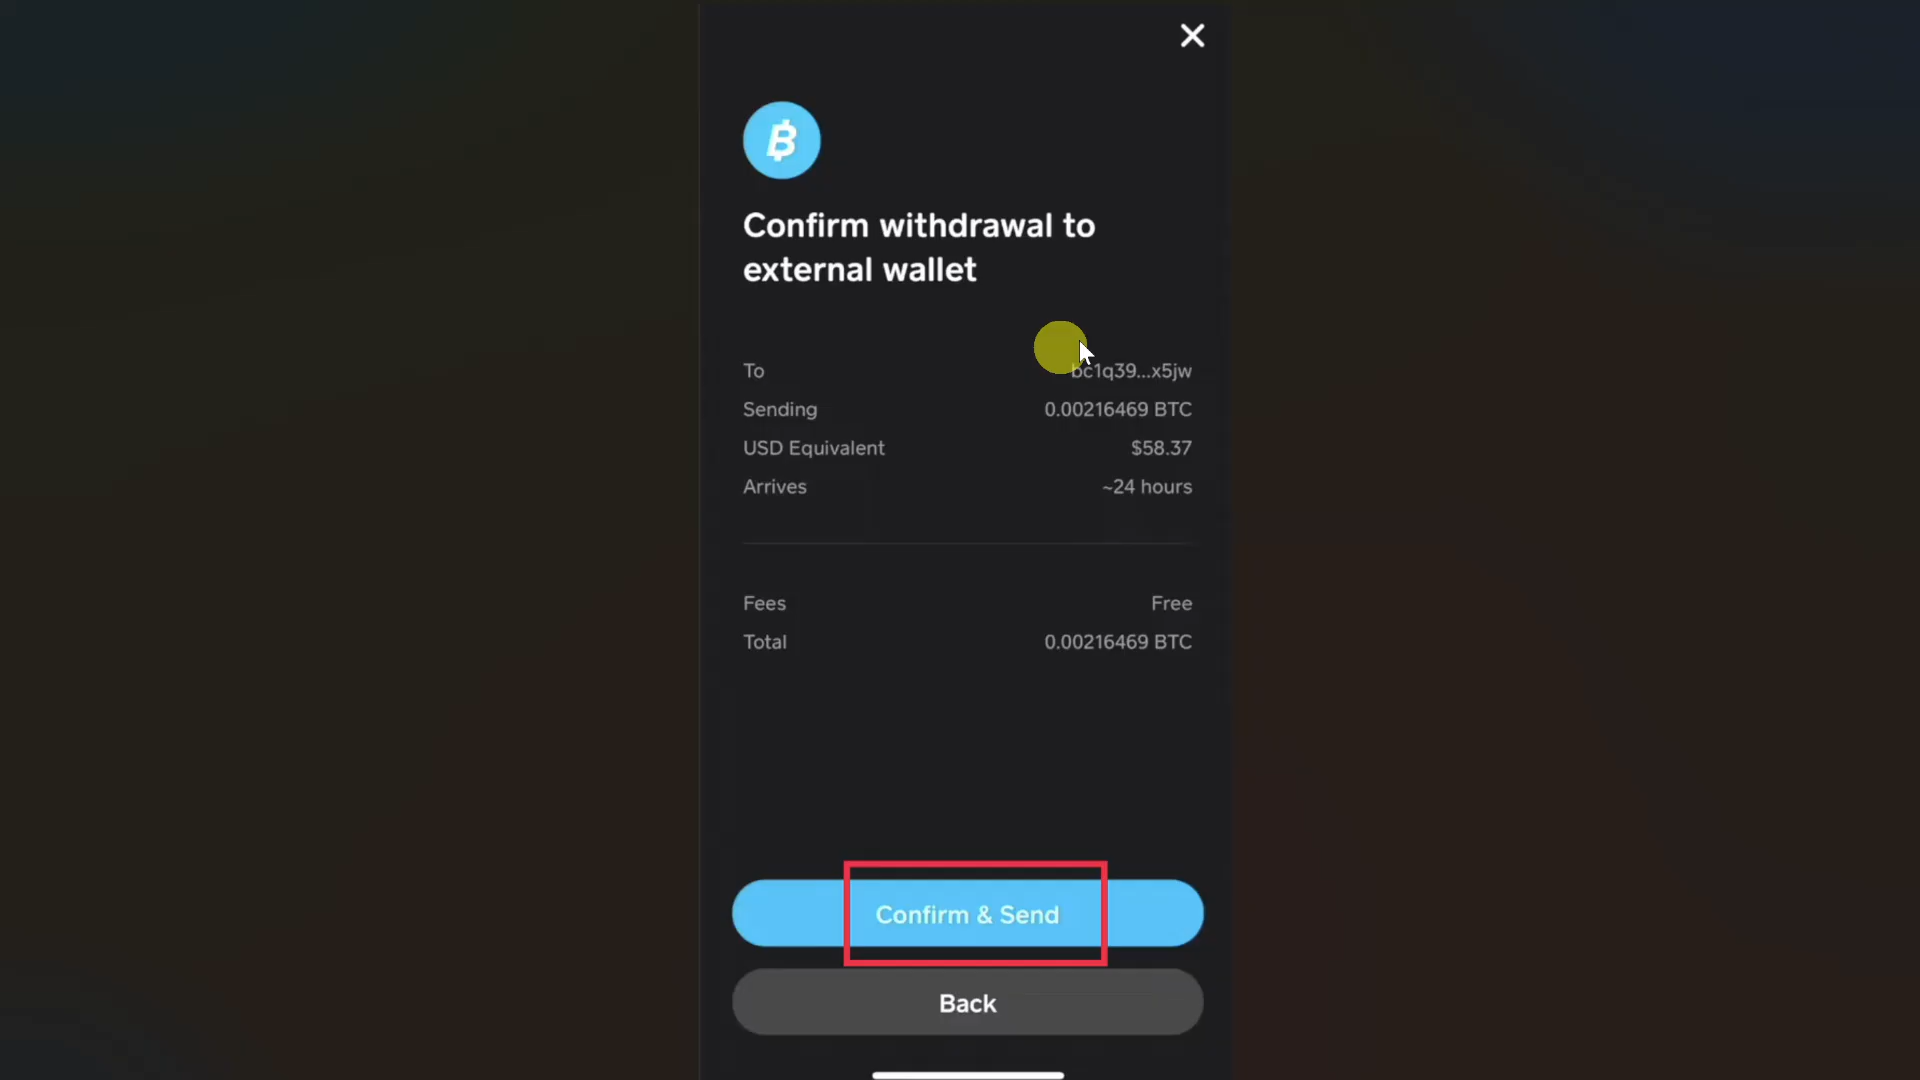 Confirm withdrawal to
external wallet
To bc1q39...x5jw
Sending 0.00216469 BTC
USD Equivalent $58.37
Arrives ~24 hours
Fees Free
Total 0.00216469 BTC
Confirm & Send
Back